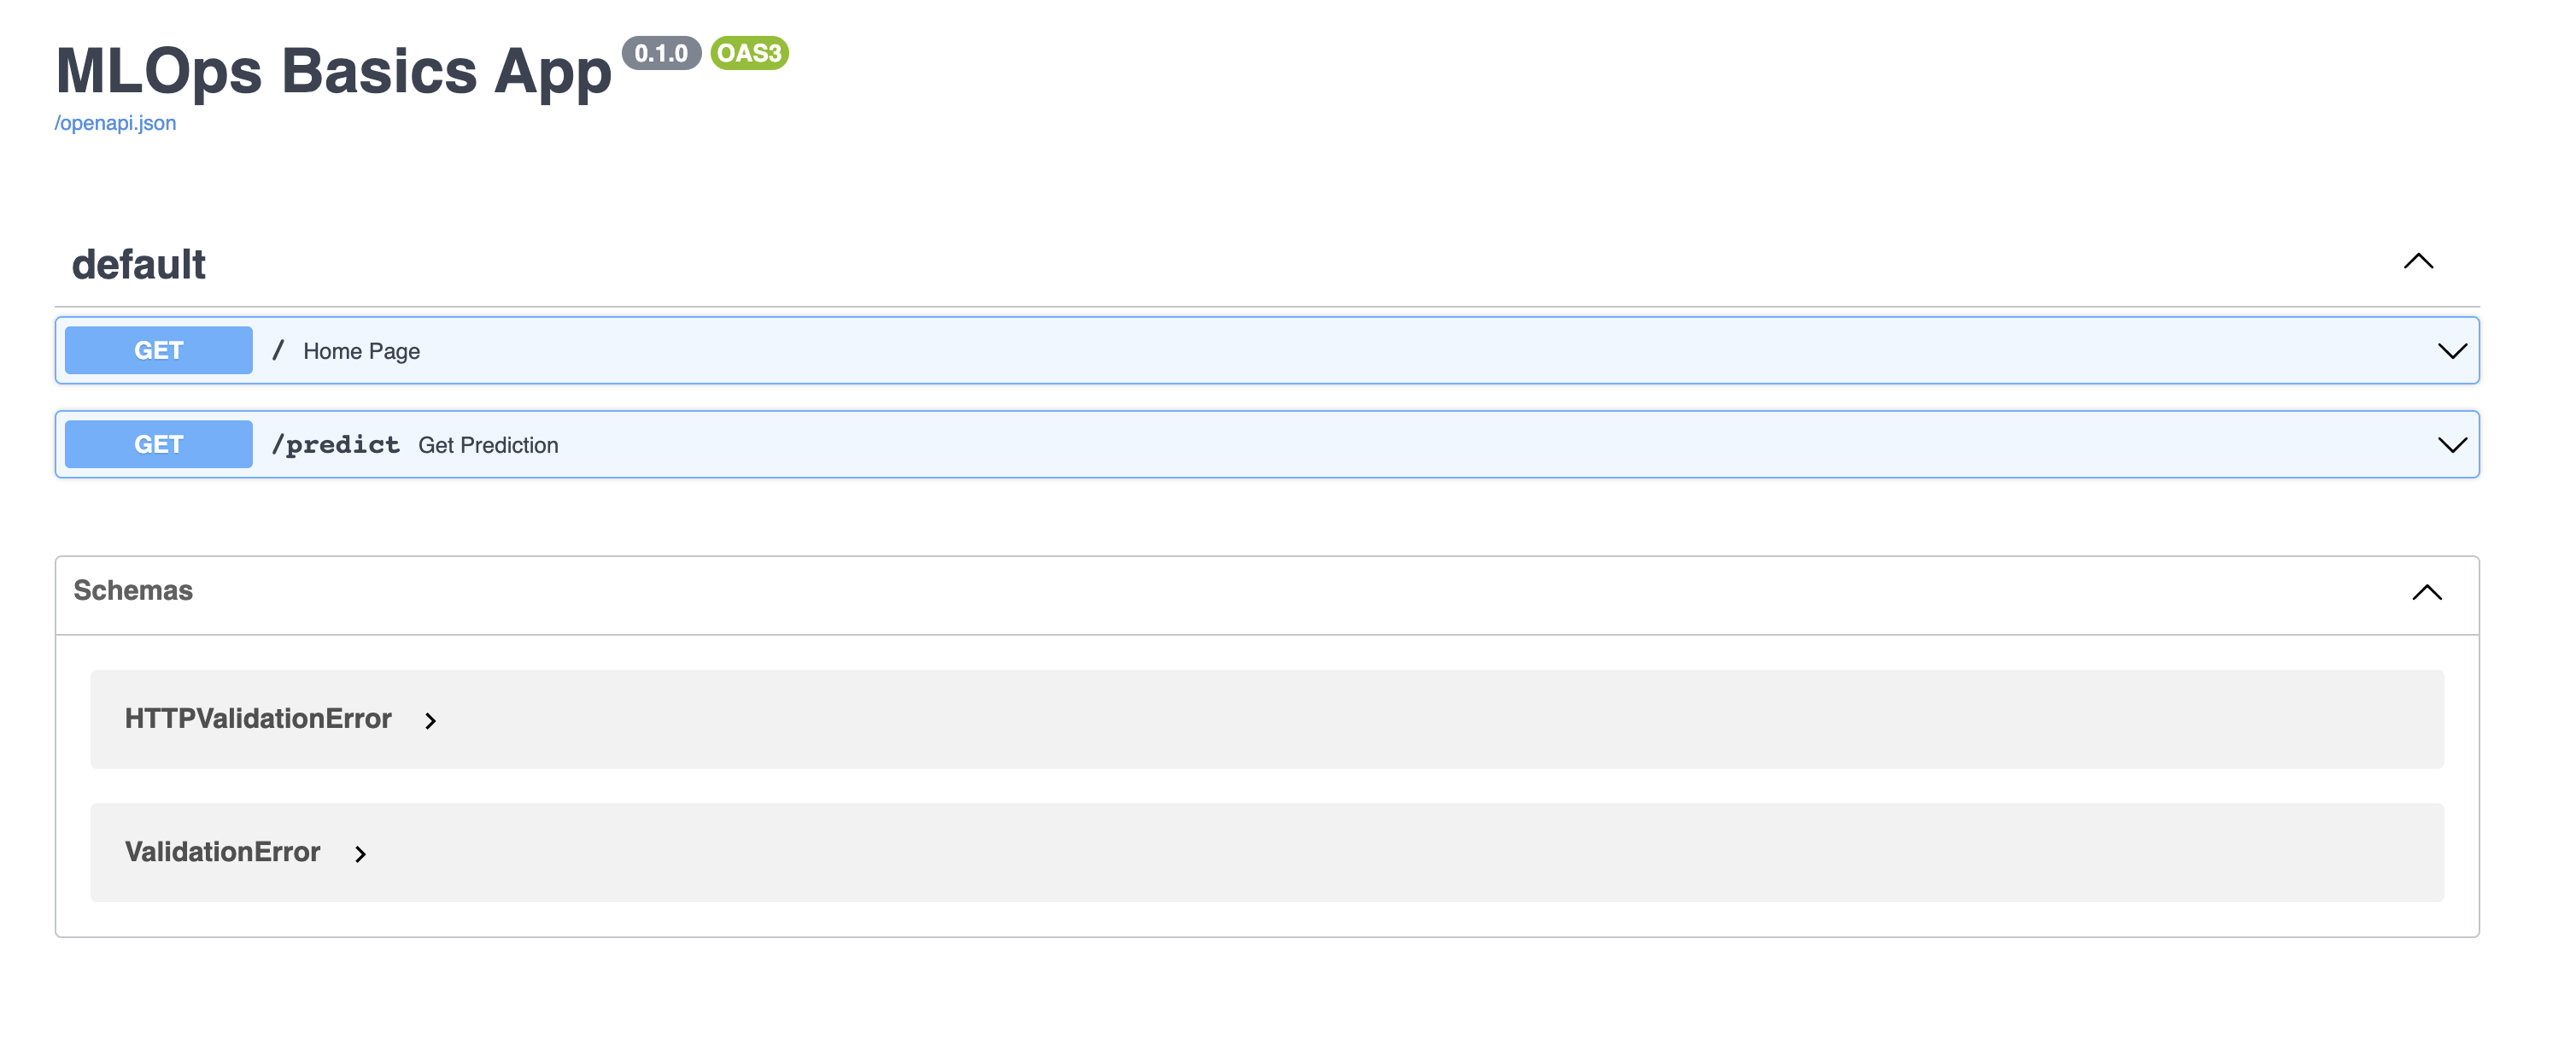 MLOps Basics App 0.1.0 OAS3
/openapi.json
default
GET / Home Page
GET /predict Get Prediction
Schemas
HTTPValidationError
ValidationError